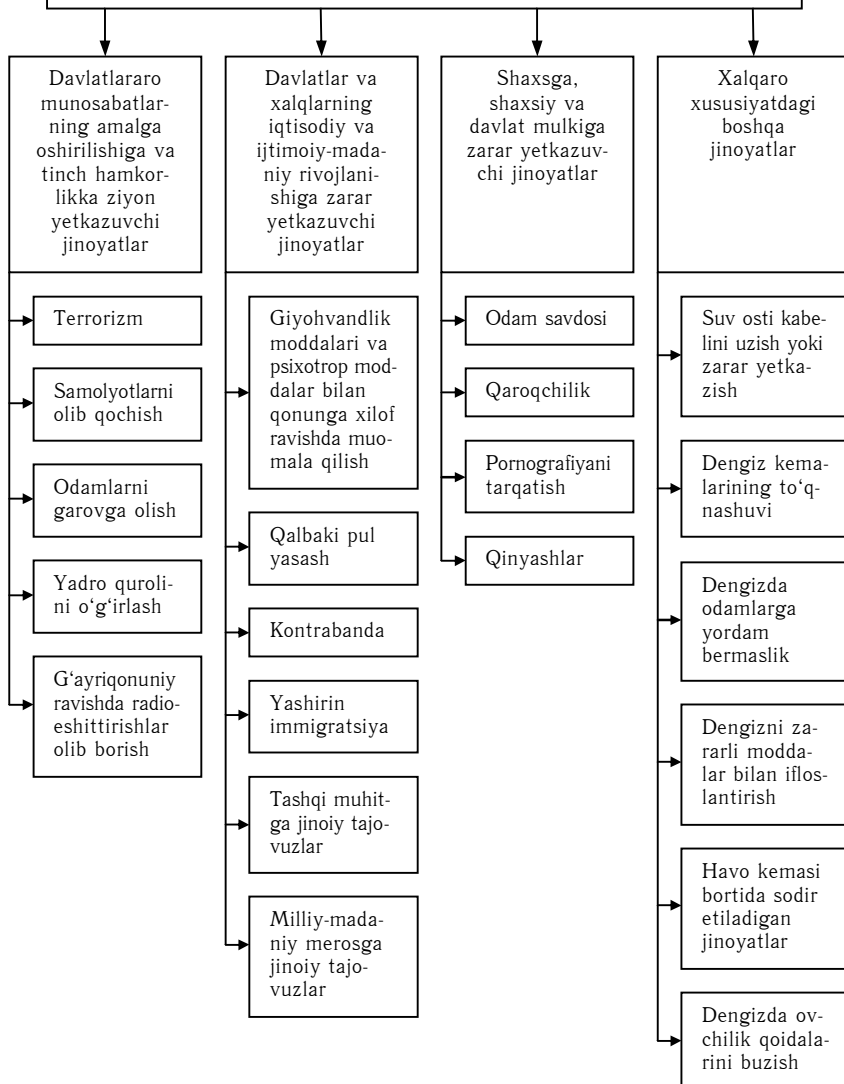 Davlatlararo
munosabatlar-
ning amalga
oshirilishiga va
tinch hamkor-
likka ziyon
yetkazuvchi
jinoyatlar
Terrorizm
Samolyotlarni
olib qochish
Odamlarni
garovga olish
Yadro quroli-
ni o‘g‘irlash
G‘ayriqonuniy
ravishda radio-
eshittirishlar
olib borish
Davlatlar va
xalqlarning
iqtisodiy va
ijtimoiy-mada-
niy rivojlani-
shiga zarar
yetkazuvchi
jinoyatlar
Giyohvandlik
moddalari va
psixotrop mod-
dalar bilan
qonunga xilof
ravishda muo-
mala qilish
Qalbaki pul
yasash
Kontrabanda
Yashirin
immigratsiya
Tashqi muhit-
ga jinoiy tajo-
vuzlar
Milliy-mada-
niy merosga
jinoiy tajo-
vuzlar
Shaxsga,
shaxsiy va
davlat mulkiga
zarar yetkazuv-
chi jinoyatlar
Odam savdosi
Qaroqchilik
Pornografiyani
tarqatish
Qinyashlar
Xalqaro
xususiyatdagi
boshqa
jinoyatlar
Suv osti kabe-
lini uzish yoki
zarar yetka-
zish
Dengiz kema-
larining to‘q-
nashuvi
Dengizda
odamlarga
yordam
bermaslik
Dengizni za-
rarli modda-
lar bilan iflos-
lantirish
Havo kemasi
bortida sodir
etiladigan
jinoyatlar
Dengizda ov-
chilik qoidala-
rini buzish